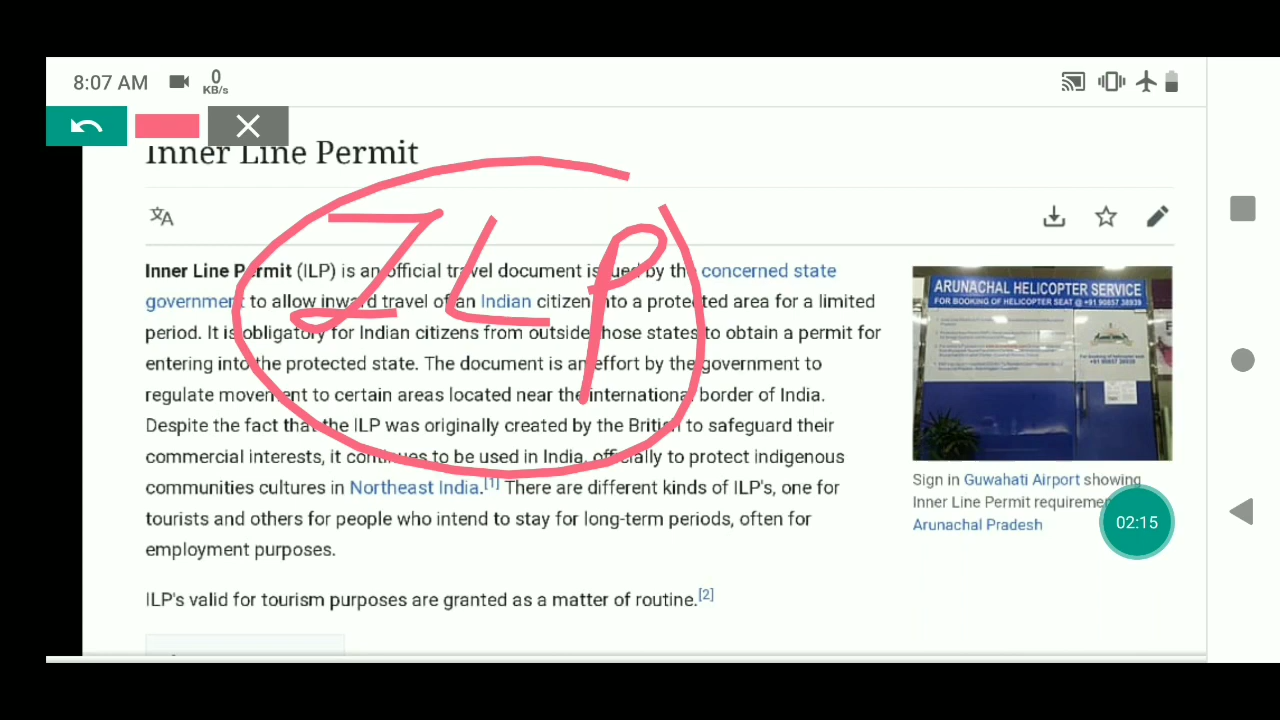 8:07 AM 0 KB/s
Inner Line Permit
ILP
Inner Line Permit (ILP) is an official travel document issued by the concerned state
government to allow inward travel of an Indian citizen into a protected area for a limited
period. It is obligatory for Indian citizens from outside those states to obtain a permit for
entering into the protected state. The document is an effort by the government to
regulate movement to certain areas located near the international border of India.
Despite the fact that the ILP was originally created by the British to safeguard their
commercial interests, it continues to be used in India, officially to protect indigenous
communities cultures in Northeast India.[1] There are different kinds of ILP's, one for
tourists and others for people who intend to stay for long-term periods, often for
employment purposes.
ILP's valid for tourism purposes are granted as a matter of routine.[2]
ARUNACHAL HELICOPTER SERVICE
FOR BOOKING OF HELICOPTER SEAT @ +91 90857 38939
Sign in Guwahati Airport showing
Inner Line Permit requirement
Arunachal Pradesh
02:15